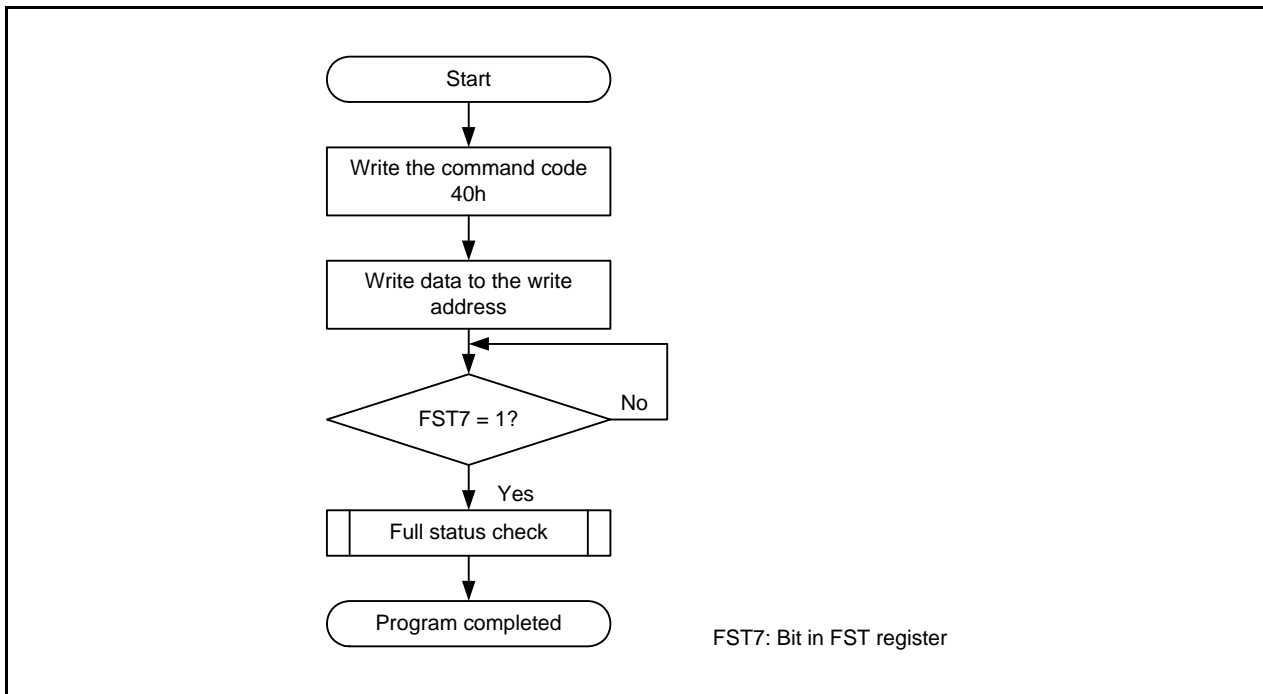 Start
Write the command code
40h
Write data to the write
address
FST7 = 1?
No
Yes
Full status check
Program completed
FST7: Bit in FST register